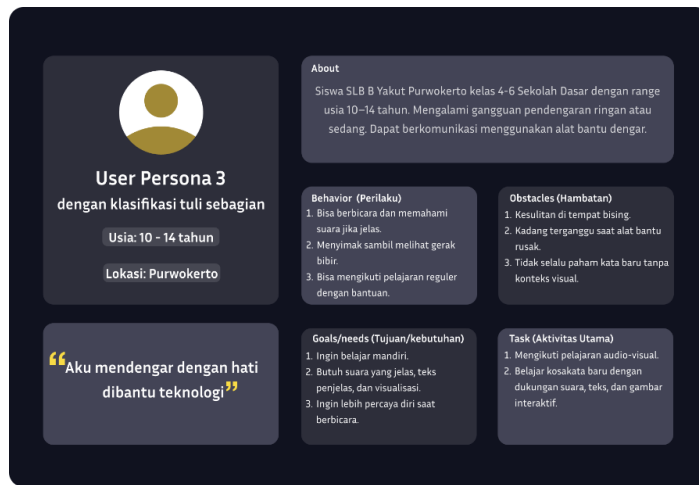 User Persona 3
dengan klasifikasi tuli sebagian
Usia: 10 - 14 tahun
Lokasi: Purwokerto
“Aku mendengar dengan hati
dibantu teknologi”
About
Siswa SLB B Yakut Purwokerto kelas 4-6 Sekolah Dasar dengan range
usia 10–14 tahun. Mengalami gangguan pendengaran ringan atau
sedang. Dapat berkomunikasi menggunakan alat bantu dengar.
Behavior (Perilaku)
1. Bisa berbicara dan memahami
suara jika jelas.
2. Menyimak sambil melihat gerak
bibir.
3. Bisa mengikuti pelajaran reguler
dengan bantuan.
Obstacles (Hambatan)
1. Kesulitan di tempat bising.
2. Kadang terganggu saat alat bantu
rusak.
3. Tidak selalu paham kata baru tanpa
konteks visual.
Goals/needs (Tujuan/kebutuhan)
1. Ingin belajar mandiri.
2. Butuh suara yang jelas, teks
penjelas, dan visualisasi.
3. Ingin lebih percaya diri saat
berbicara.
Task (Aktivitas Utama)
1. Mengikuti pelajaran audio-visual.
2. Belajar kosakata baru dengan
dukungan suara, teks, dan gambar
interaktif.